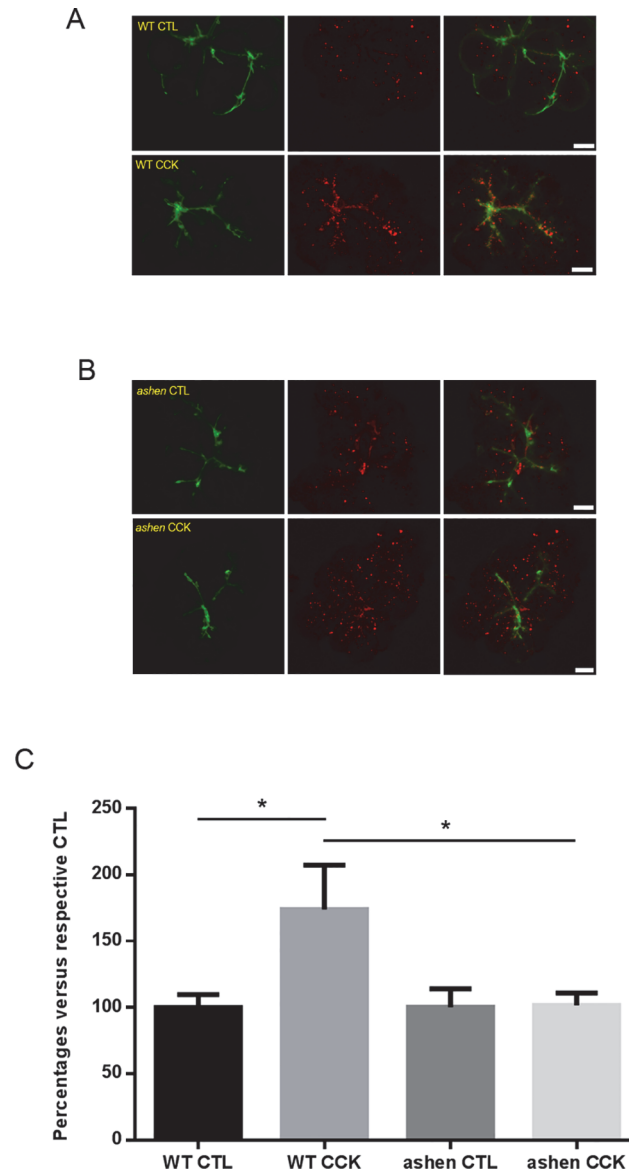 A
WT CTL
WT CCK
B
ashen CTL
ashen CCK
C
Percentages versus respective CTL
250
200
150
100
50
0
*
*
WT CTL WT CCK ashen CTL ashen CCK